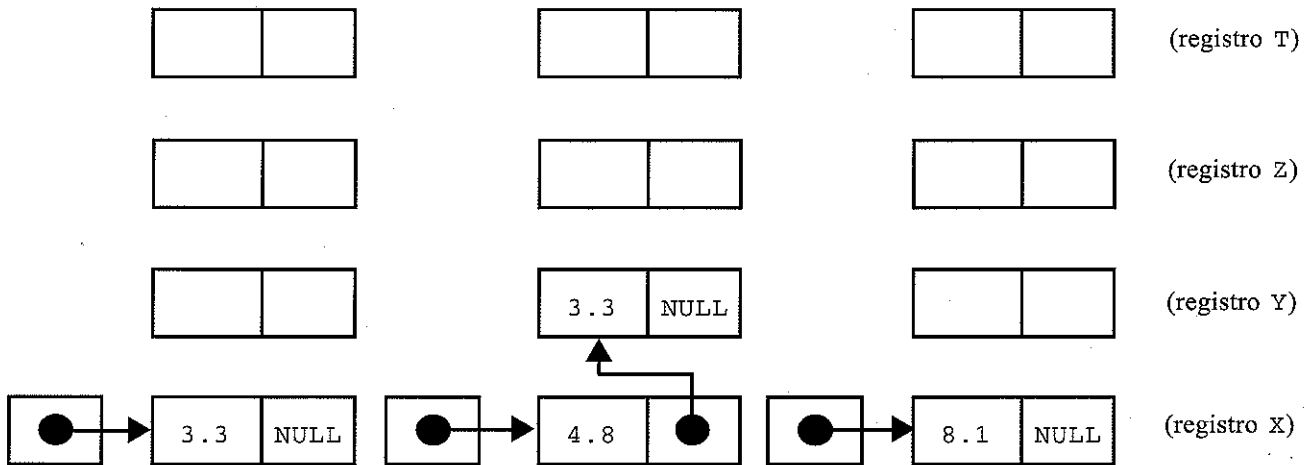 (registro T)
(registro Z)
3.3 NULL (registro Y)
3.3 NULL 4.8 8.1 NULL (registro X)